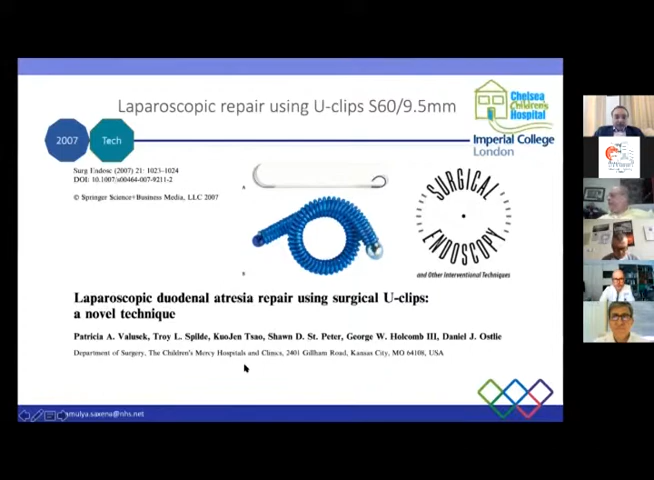 Laparoscopic repair using U-clips S60/9.5mm
Chelsea
Children's
Hospital
Imperial College
London
2007
Tech
Surg Endosc (2007) 21: 1023–1024
DOI: 10.1007/s00464-007-9211-2
© Springer Science+Business Media, LLC 2007
A
B
SURGICAL
ENDOSCOPY
and Other Interventional Techniques
Laparoscopic duodenal atresia repair using surgical U-clips:
a novel technique
Patricia A. Valusek, Troy L. Spilde, KuoJen Tsao, Shawn D. St. Peter, George W. Holcomb III, Daniel J. Ostlie
Department of Surgery, The Children's Mercy Hospitals and Clinics, 2401 Gillham Road, Kansas City, MO 64108, USA
amulya.saxena@nhs.net